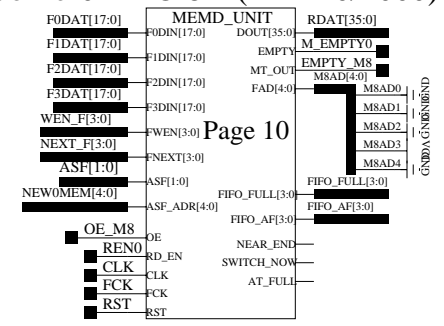 MEMD_UNIT
F0DAT[17:0]
F0DIN[17:0]
F1DAT[17:0]
F1DIN[17:0]
F2DAT[17:0]
F2DIN[17:0]
F3DAT[17:0]
F3DIN[17:0]
WEN_F[3:0]
FWEN[3:0]
NEXT_F[3:0]
FNEXT[3:0]
ASF[1:0]
ASF[1:0]
NEW0MEM[4:0]
ASF_ADR[4:0]
OE_M8
OE
REN0
RD_EN
CLK
CLK
FCK
FCK
RST
RST
Page 10
RDAT[35:0]
DOUT[35:0]
M_EMPTY0
EMPTY
EMPTY_M8
MT_OUT
M8AD[4:0]
FAD[4:0]
M8AD0
GND
M8AD1
M8AD2
GND
M8AD3
M8AD4
GND
FIFO_FULL[3:0]
FIFO_FULL[3:0]
FIFO_AF[3:0]
FIFO_AF[3:0]
NEAR_END
SWITCH_NOW
AT_FULL